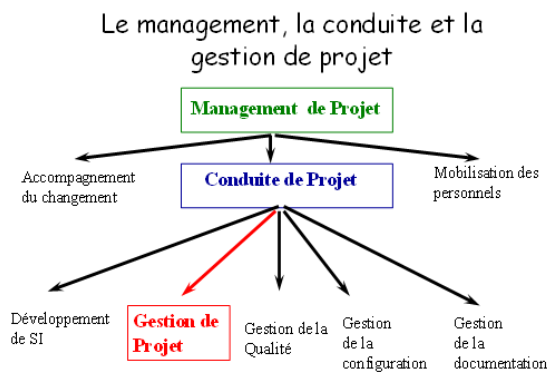 Le management, la conduite et la
gestion de projet
Management de Projet
Accompagnement
du changement
Conduite de Projet
Mobilisation des
personnels
Développement
de SI
Gestion de
Projet
Gestion de la
Qualité
Gestion
de la
configuration
Gestion
de la
documentation